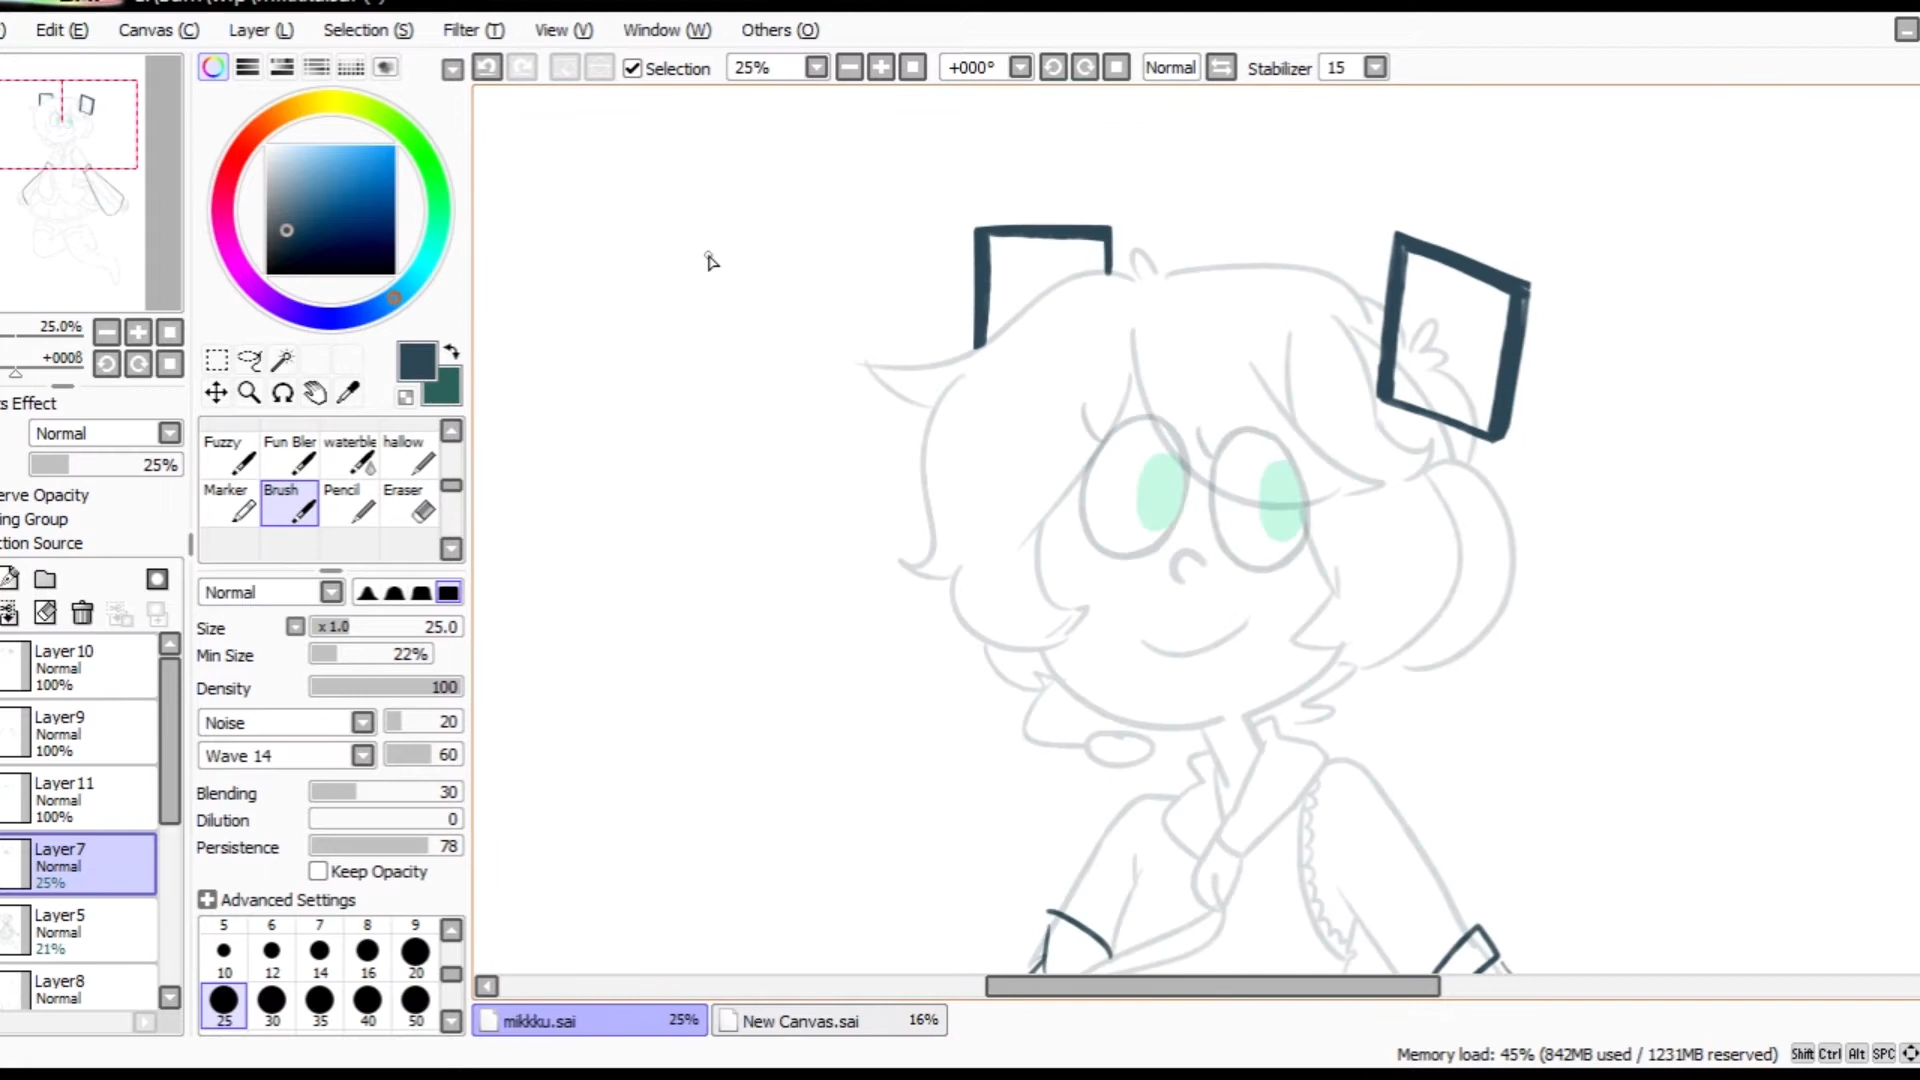 Edit (E)
Canvas (C)
Layer (L)
Selection (S)
Filter (T)
View (V)
Window (W)
Others (O)
Selection
25%
+000°
Normal
Stabilizer
15
25.0%
+000ß
s Effect
Normal
25%
erve Opacity
ing Group
ction Source
Fuzzy
Fun Bler
waterble
hallow
Marker
Brush
Pencil
Eraser
Normal
Size
x 1.0
25.0
Min Size
22%
Density
100
Noise
20
Wave 14
60
Blending
30
Dilution
0
Persistence
78
Keep Opacity
Advanced Settings
5 6 7 8 9
10 12 14 16 20
25 30 35 40 50
Layer10
Normal
100%
Layer9
Normal
100%
Layer11
Normal
100%
Layer7
Normal
25%
Layer5
Normal
21%
Layer8
Normal
mikkku.sai
25%
New Canvas.sai
16%
Memory load: 45% (842MB used / 1231MB reserved)
Shift Ctrl Alt SPC